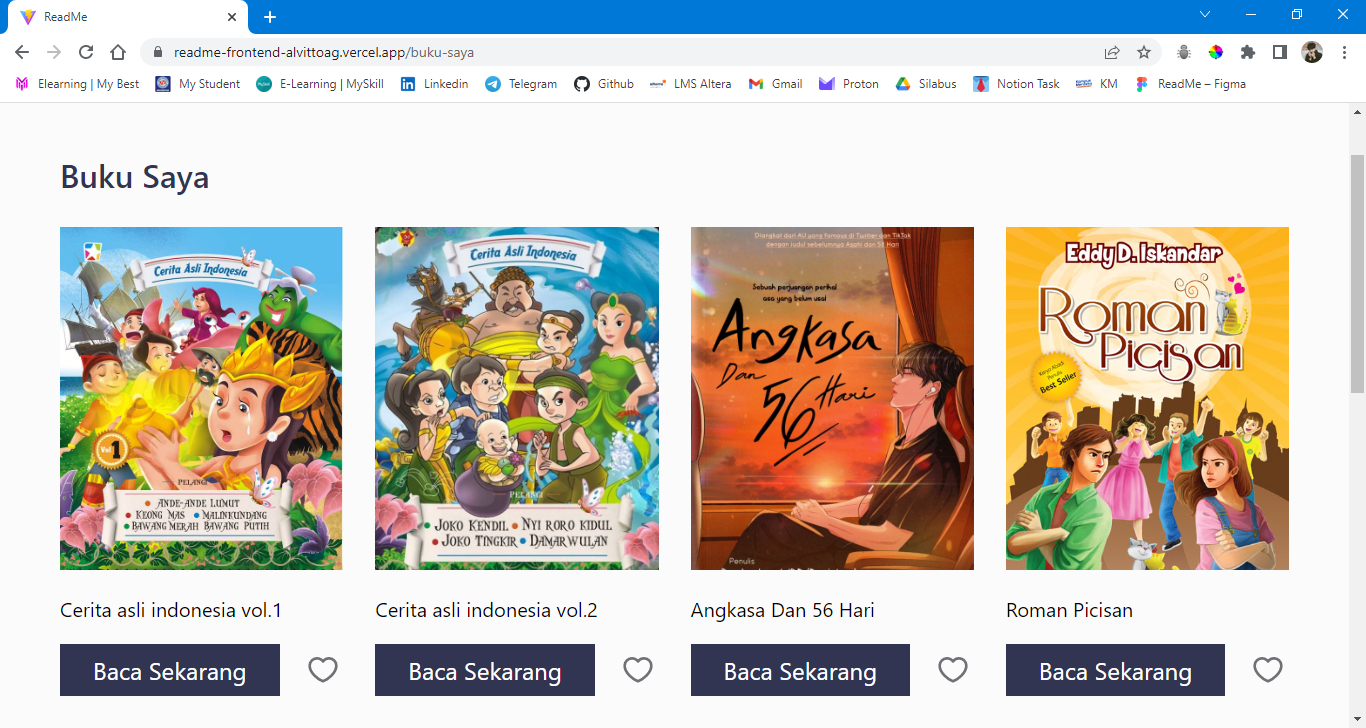 ReadMe
readme-frontend-alvittoag.vercel.app/buku-saya
Elearning | My Best
My Student
E-Learning | MySkill
Linkedin
Telegram
Github
LMS Altera
Gmail
Proton
Silabus
Notion Task
KM
ReadMe – Figma
Buku Saya
Cerita Asli Indonesia
Vol 1
PELANGI
ANDE-ANDE LUMUT
KEONG MAS • MALINKUNDANG
BAWANG MERAH BAWANG PUTIH
Cerita Asli Indonesia
PELANGI
JOKO KENDIL • NYI RORO KIDUL
JOKO TINGKIR • DAMARWULAN
Diangkat dari AU yang famous di Twitter dan TikTok
dengan judul sebelumnya Asphi dan 56 Hari
Sebuah perjuangan perihal
asa yang belum usai
Angkasa
Dan
56 Hari
Penulis
Eddy D. Iskandar
Roman
Picisan
Karya Abadi
Penulis
Best Seller
Cerita asli indonesia vol.1
Cerita asli indonesia vol.2
Angkasa Dan 56 Hari
Roman Picisan
Baca Sekarang
Baca Sekarang
Baca Sekarang
Baca Sekarang